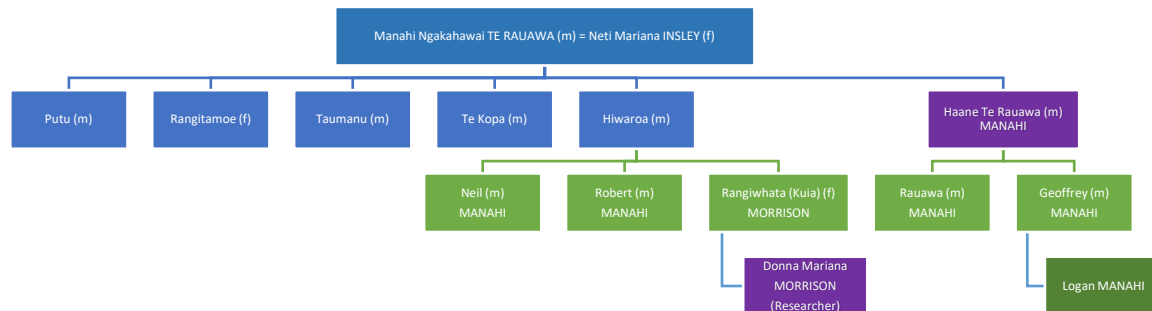 Manahi Ngakahawai TE RAUAWA (m) = Neti Mariana INSLEY (f)
Putu (m)
Rangitamoe (f)
Taumanu (m)
Te Kopa (m)
Hiwaroa (m)
Haane Te Rauawa (m)
MANAHI
Neil (m)
MANAHI
Robert (m)
MANAHI
Rangiwhata (Kuia) (f)
MORRISON
Rauawa (m)
MANAHI
Geoffrey (m)
MANAHI
Donna Mariana
MORRISON
(Researcher)
Logan MANAHI